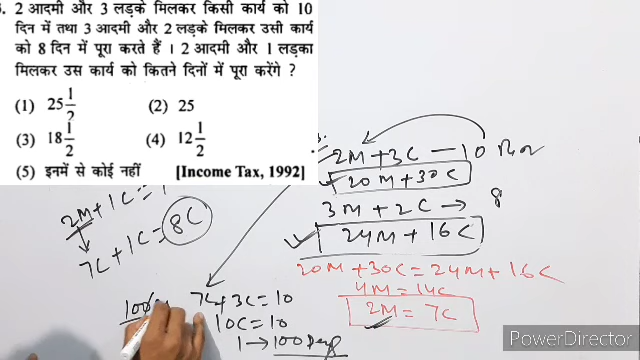 2 आदमी और 3 लड़के मिलकर किसी कार्य को 10
दिन में तथा 3 आदमी और 2 लड़के मिलकर उसी कार्य
को 8 दिन में पूरा करते हैं । 2 आदमी और 1 लड़का
मिलकर उस कार्य को कितने दिनों में पूरा करेंगे ?
(1) 25 1/2 (2) 25
(3) 18 1/2 (4) 12 1/2
(5) इनमें से कोई नहीं [Income Tax, 1992]
2M+3C — 10
20M+30C
3M+2C → 8
24M+16C
20M+30C=24M+16C
4M=14C
2M=7C
2M+1C=
7C+1C=8C
7C+3C=10
10C=10
1→100
PowerDirector